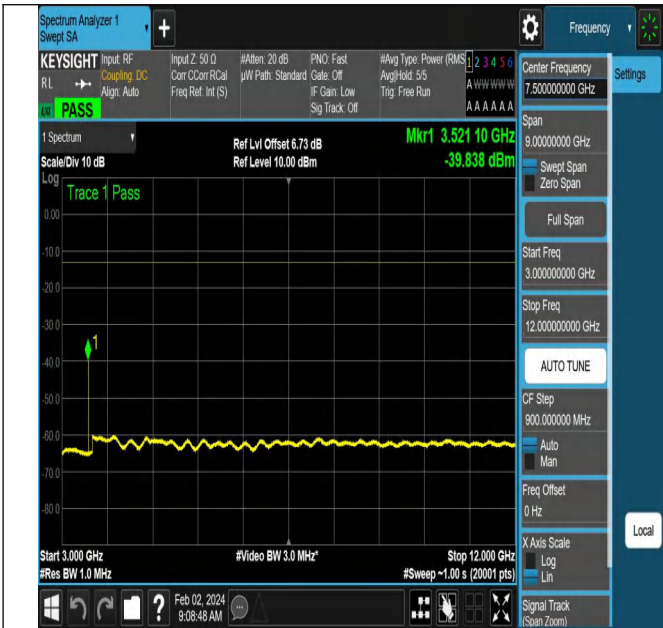 Spectrum Analyzer 1
Swept SA
+
Frequency
KEYSIGHT
RL
PASS
Input: RF
Coupling: DC
Align: Auto
Input Z: 50 Ω
Corr CCorr RCal
Freq Ref: Int (S)
#Atten: 20 dB
µW Path: Standard
PNO: Fast
Gate: Off
IF Gain: Low
Sig Track: Off
#Avg Type: Power (RMS
Avg|Hold: 5/5
Trig: Free Run
1 2 3 4 5 6
A W W W W W
A A A A A A
1 Spectrum
Scale/Div 10 dB
Log
Ref Lvl Offset 6.73 dB
Ref Level 10.00 dBm
Mkr1 3.521 10 GHz
-39.838 dBm
Trace 1 Pass
0.00
-10.0
-20.0
-30.0
-40.0
-50.0
-60.0
-70.0
-80.0
1
Start 3.000 GHz
#Res BW 1.0 MHz
#Video BW 3.0 MHz*
Stop 12.000 GHz
#Sweep ~1.00 s (20001 pts)
?
Feb 02, 2024
9:08:48 AM
Center Frequency
7.500000000 GHz
Span
9.00000000 GHz
Swept Span
Zero Span
Full Span
Start Freq
3.000000000 GHz
Stop Freq
12.000000000 GHz
AUTO TUNE
CF Step
900.000000 MHz
Auto
Man
Freq Offset
0 Hz
X Axis Scale
Log
Lin
Signal Track
(Span Zoom)
Settings
Local